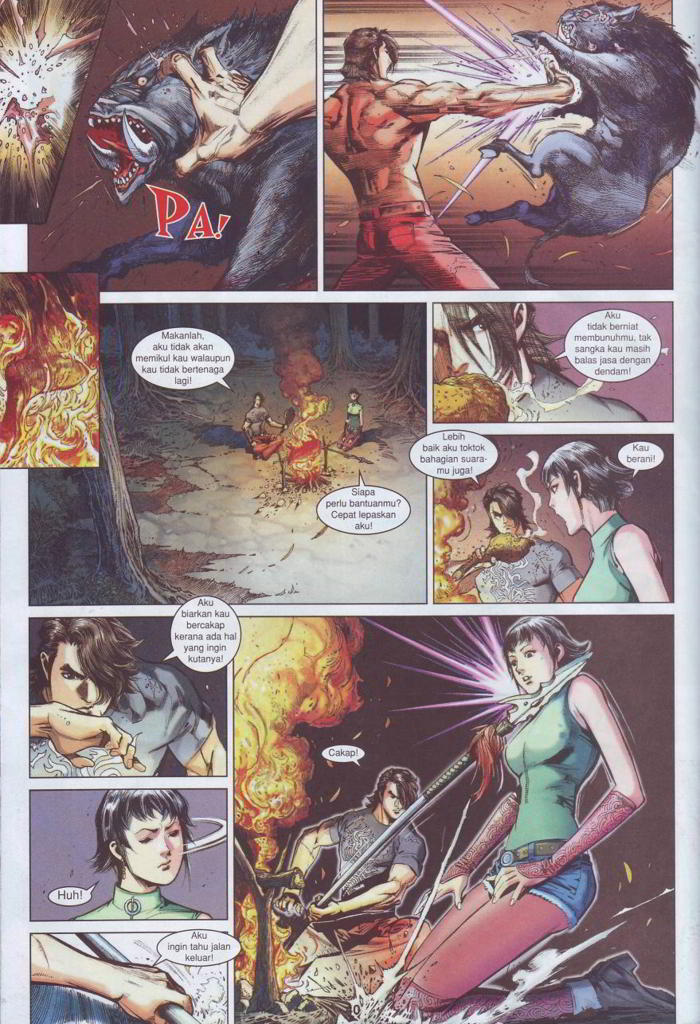 PA!
Makanlah,
aku tidak akan
memikul kau walaupun
kau tidak bertenaga
lagi!
Siapa
perlu bantuanmu?
Cepat lepaskan
aku!
Aku
tidak berniat
membunuhmu, tak
sangka kau masih
balas jasa dengan
dendam!
Lebih
baik aku toktok
bahagian suara-
mu juga!
Kau
berani!
Aku
biarkan kau
bercakap
kerana ada hal
yang ingin
kutanya!
Huh!
Aku
ingin tahu jalan
keluar!
Cakap!